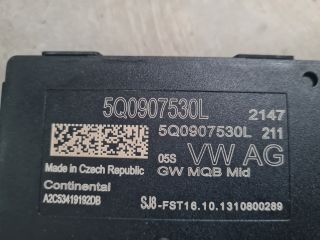 5Q0907530L 2147
5Q0907530L 211
05S VW AG
Made in Czech Republic GW MQB Mid
Continental
A2C53419192DB SJ8-FST16.10.1310800289